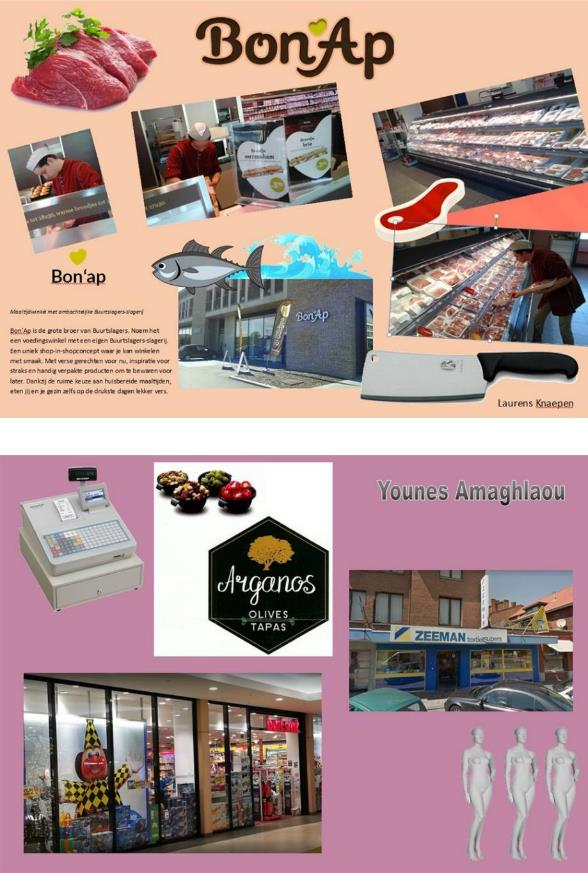 Bon'Ap
Bon'ap
Maaltijdwinkel met ambachtelijke Buurtslagers-slagerij
Bon'Ap is de grote broer van Buurtslagers. Noem het
een voedingswinkel met een eigen Buurtslagers-slagerij.
Een uniek shop-in-shopconcept waar je kan winkelen
met smaak. Met verse gerechten voor nu, inspiratie voor
straks en handig verpakte producten om te bewaren voor
later. Dankzij de ruime keuze aan huisbereide maaltijden,
eten jij en je gezin zelfs op de drukste dagen lekker vers.
BonAp
Laurens Knaepen
Younes Amaghlaou
Arganos
OLIVES
TAPAS
ZEEMAN textielSupers